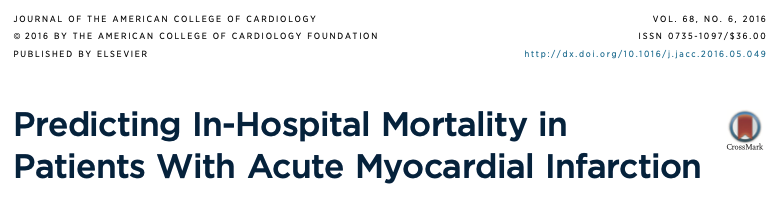 JOURNAL OF THE AMERICAN COLLEGE OF CARDIOLOGY
VOL. 68, NO. 6, 2016
© 2016 BY THE AMERICAN COLLEGE OF CARDIOLOGY FOUNDATION
ISSN 0735-1097/$36.00
PUBLISHED BY ELSEVIER
http://dx.doi.org/10.1016/j.jacc.2016.05.049
Predicting In-Hospital Mortality in
Patients With Acute Myocardial Infarction
CrossMark